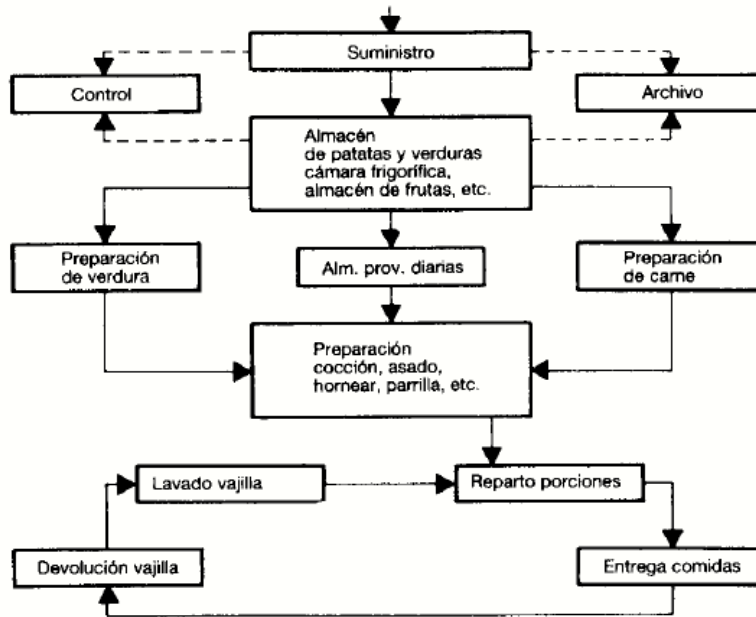 Suministro
Control
Archivo
Almacén
de patatas y verduras
cámara frigorífica,
almacén de frutas, etc.
Preparación
de verdura
Alm. prov. diarias
Preparación
de carne
Preparación
cocción, asado,
hornear, parrilla, etc.
Lavado vajilla
Reparto porciones
Devolución vajilla
Entrega comidas